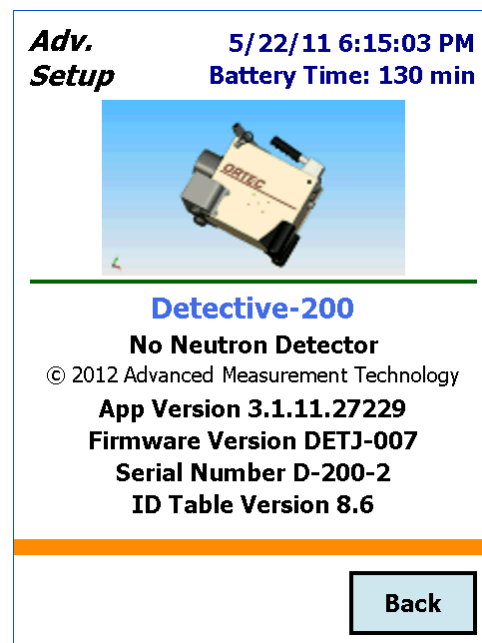 Adv. Setup
5/22/11 6:15:03 PM
Battery Time: 130 min
ORTEC
Detective-200
No Neutron Detector
© 2012 Advanced Measurement Technology
App Version 3.1.11.27229
Firmware Version DETJ-007
Serial Number D-200-2
ID Table Version 8.6
Back